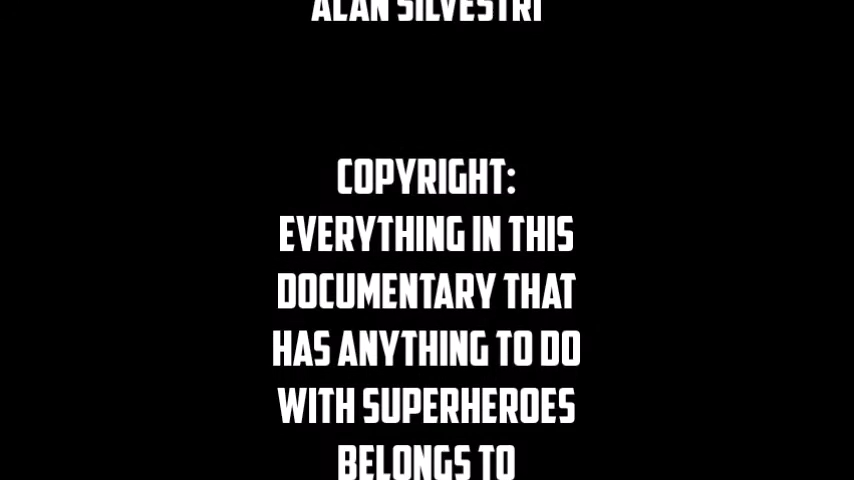 ALAN SILVESTRI
COPYRIGHT:
EVERYTHING IN THIS
DOCUMENTARY THAT
HAS ANYTHING TO DO
WITH SUPERHEROES
BELONGS TO